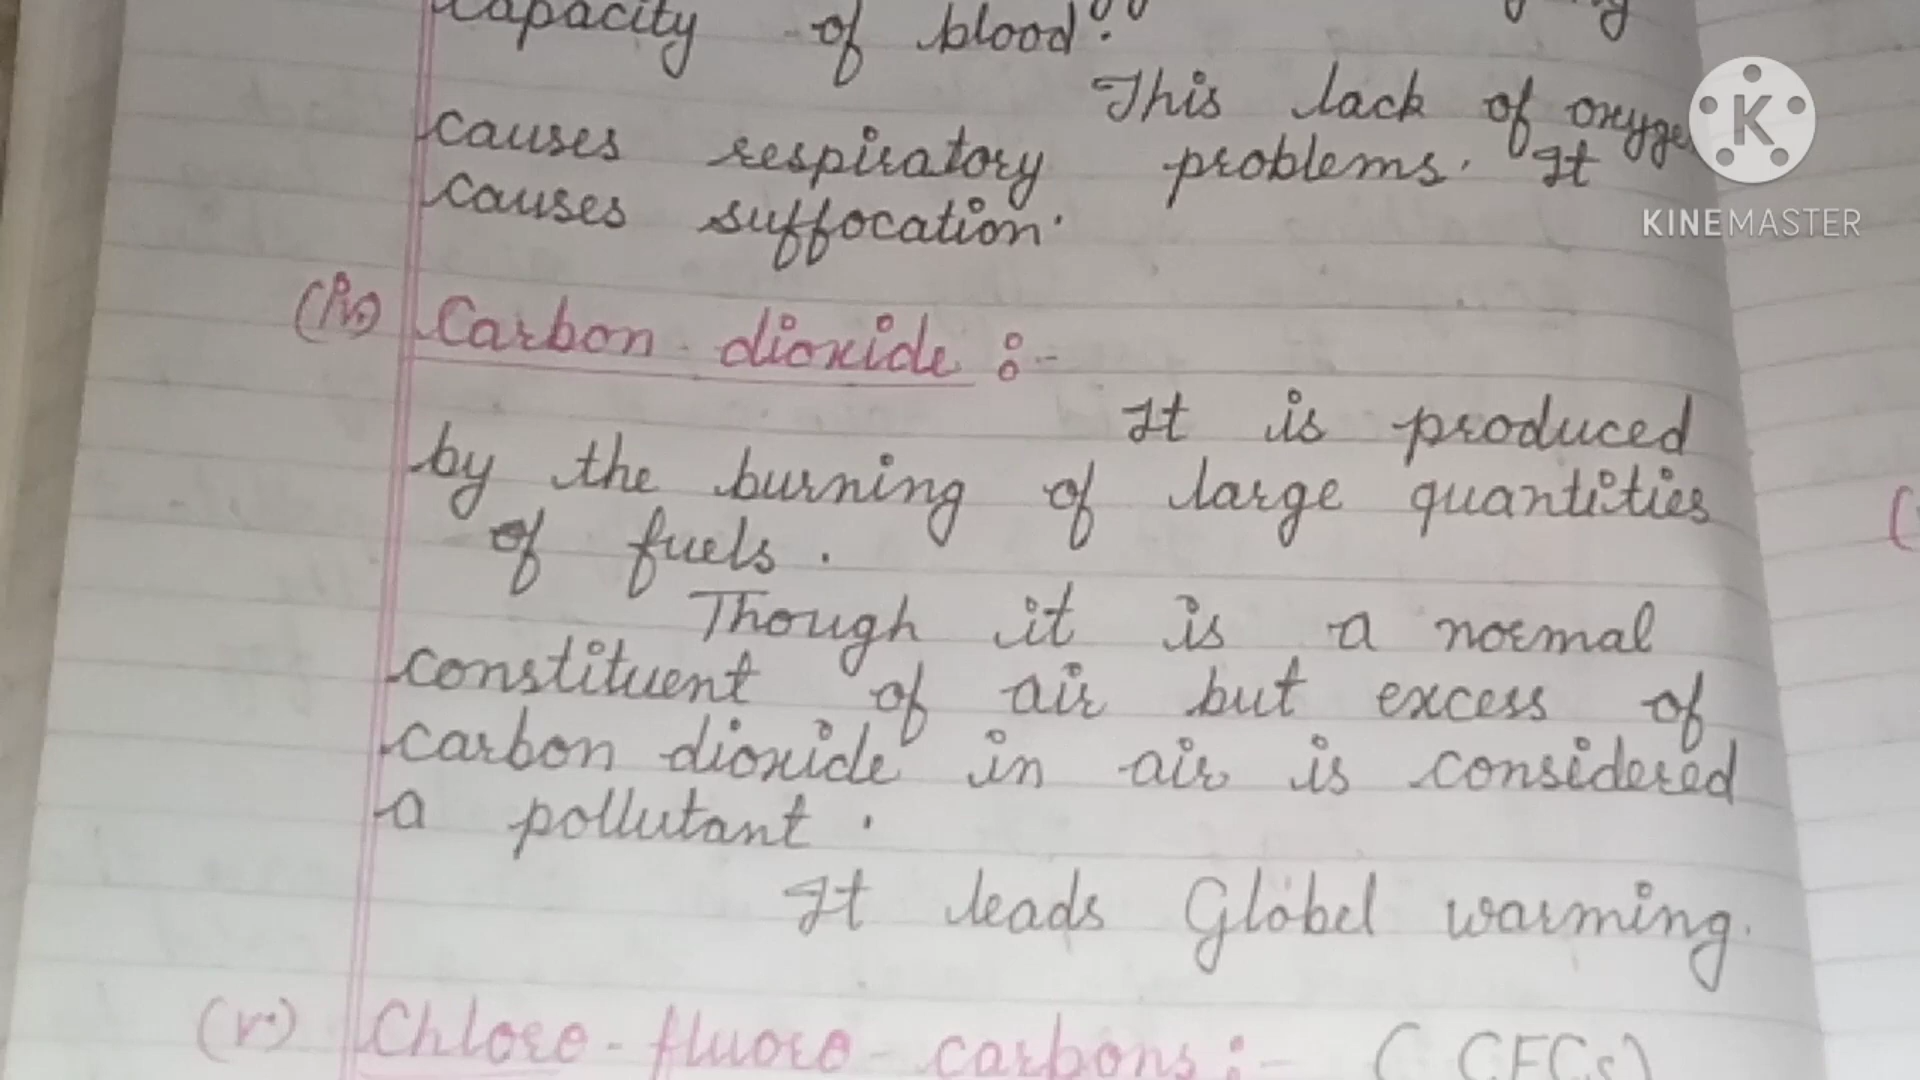 capacity of blood.
This lack of oxyge
causes respiratory problems. It
causes suffocation.
(iv) Carbon dioxide :-
It is produced
by the burning of large quantities
of fuels.
Though it is a normal
constituent of air but excess of
carbon dioxide in air is considered
a pollutant.
It leads Globel warming.
(v) Chloro-fluoro-carbons:- (CFCs)
K
KINEMASTER